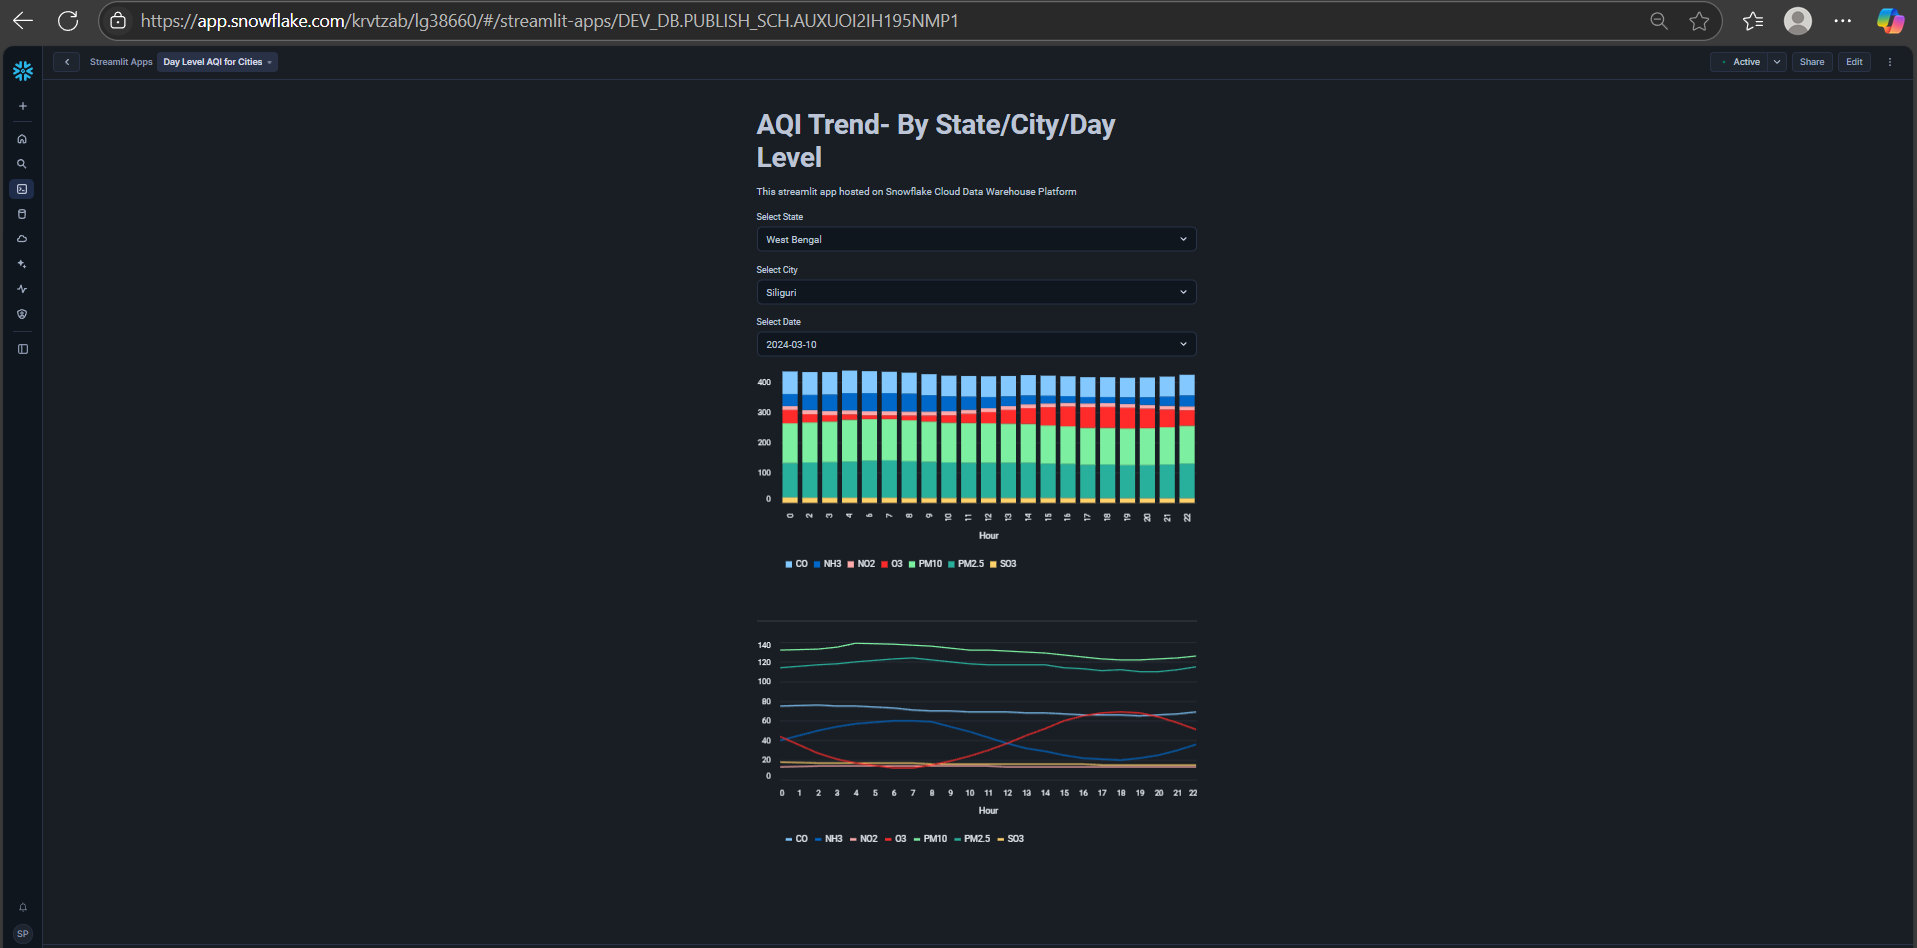 https://app.snowflake.com/krvtzab/lg38660/#/streamlit-apps/DEV_DB.PUBLISH_SCH.AUXUOI2IH195NMP1
Streamlit Apps Day Level AQI for Cities
Active Share Edit
AQI Trend- By State/City/Day
Level
This streamlit app hosted on Snowflake Cloud Data Warehouse Platform
Select State
West Bengal
Select City
Siliguri
Select Date
2024-03-10
400
300
200
100
0
0 2 3 4 6 7 8 9 10 11 12 13 14 15 16 17 18 19 20 21 22
Hour
CO NH3 NO2 O3 PM10 PM2.5 SO3
140
120
100
80
60
40
20
0
0 1 2 3 4 5 6 7 8 9 10 11 12 13 14 15 16 17 18 19 20 21 22
Hour
CO NH3 NO2 O3 PM10 PM2.5 SO3
SP